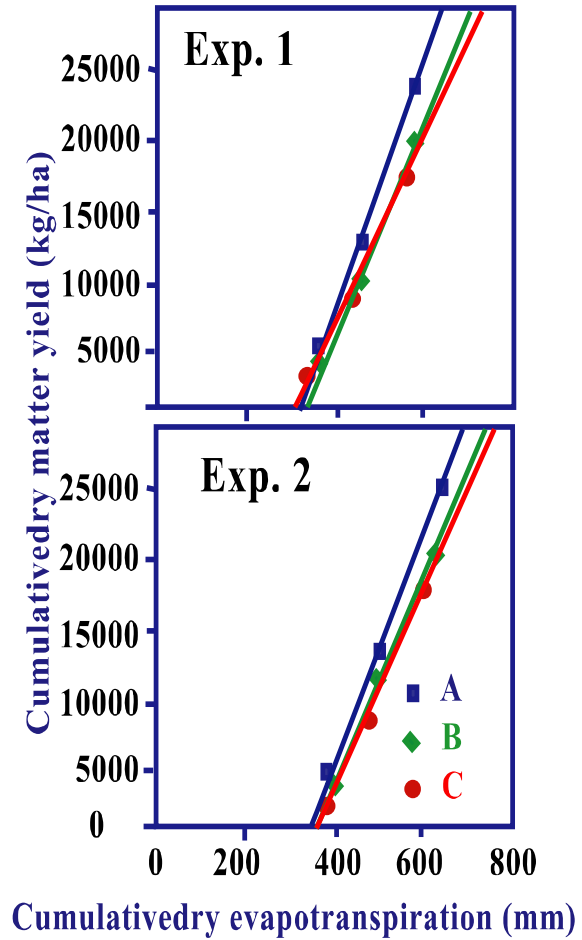 Exp. 1
25000
20000
15000
10000
5000
Exp. 2
25000
20000
15000
10000
5000
0
A
B
C
0 200 400 600 800
Cumulativedry matter yield (kg/ha)
Cumulativedry evapotranspiration (mm)